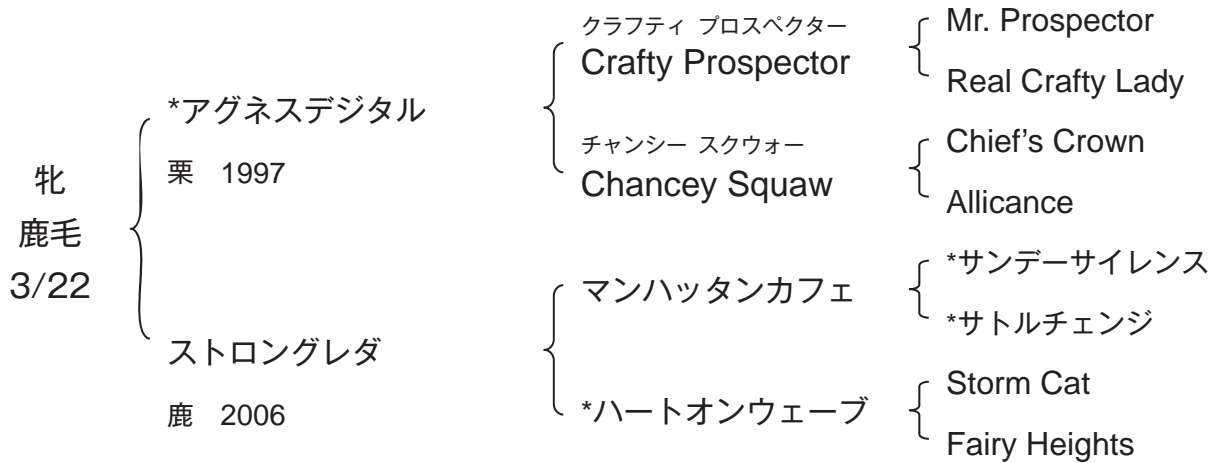 牝
鹿毛
3/22
*アグネスデジタル
栗 1997
ストロングレダ
鹿 2006
クラフティ プロスペクター
Crafty Prospector
チャンシー スクウォー
Chancey Squaw
マンハッタンカフェ
*ハートオンウェーブ
Mr. Prospector
Real Crafty Lady
Chief's Crown
Allicance
*サンデーサイレンス
*サトルチェンジ
Storm Cat
Fairy Heights